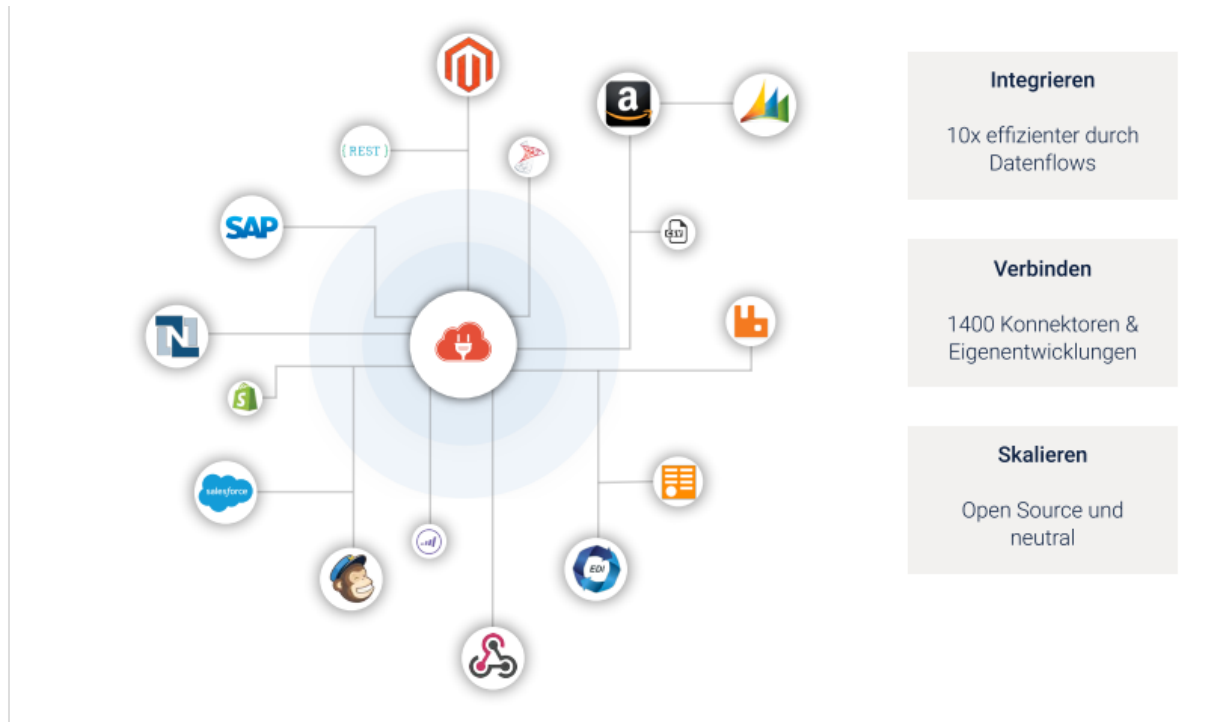 { REST }
a
SAP
CSV
N
S
salesforce
EDI
Integrieren
10x effizienter durch
Datenflows
Verbinden
1400 Konnektoren &
Eigenentwicklungen
Skalieren
Open Source und
neutral